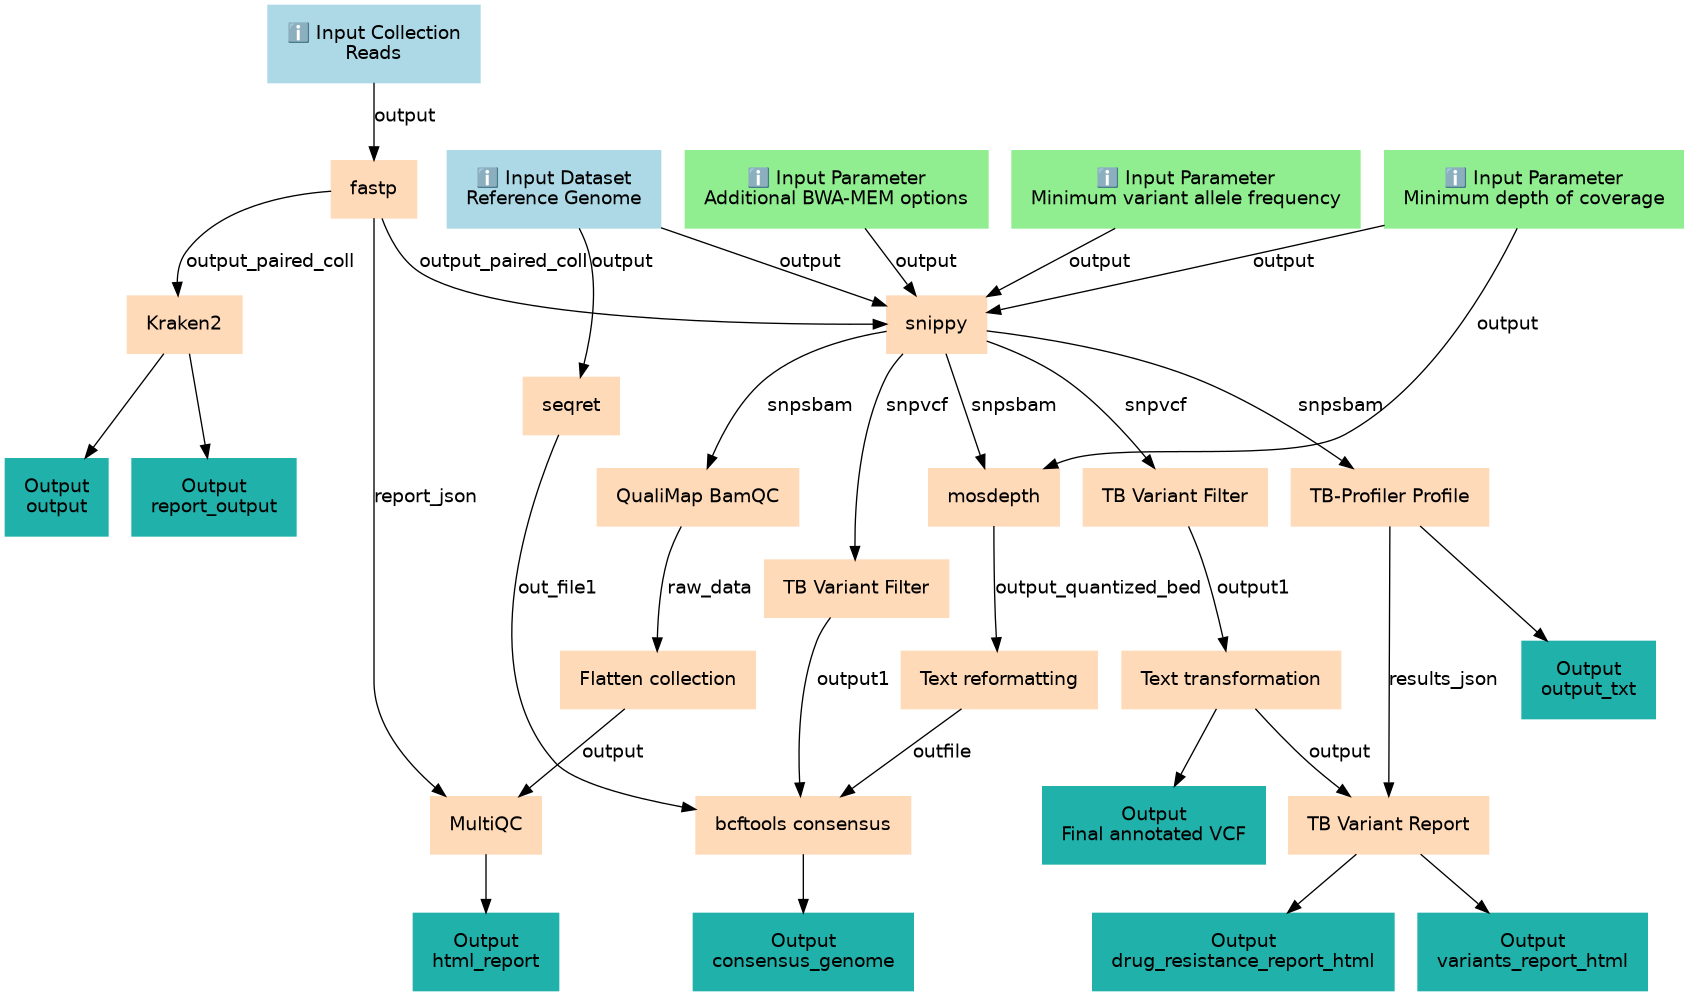 ℹ️ Input Collection
Reads
output
fastp
ℹ️ Input Dataset
Reference Genome
ℹ️ Input Parameter
Additional BWA-MEM options
ℹ️ Input Parameter
Minimum variant allele frequency
ℹ️ Input Parameter
Minimum depth of coverage
output_paired_coll
output_paired_coll
output
output
output
output
output
Kraken2
snippy
output
seqret
snpsbam
snpvcf
snpsbam
snpvcf
snpsbam
Output
output
Output
report_output
report_json
QualiMap BamQC
mosdepth
TB Variant Filter
TB-Profiler Profile
out_file1
raw_data
TB Variant Filter
output_quantized_bed
output1
Flatten collection
output1
Text reformatting
Text transformation
results_json
Output
output_txt
output
outfile
output
MultiQC
bcftools consensus
Output
Final annotated VCF
TB Variant Report
Output
html_report
Output
consensus_genome
Output
drug_resistance_report_html
Output
variants_report_html